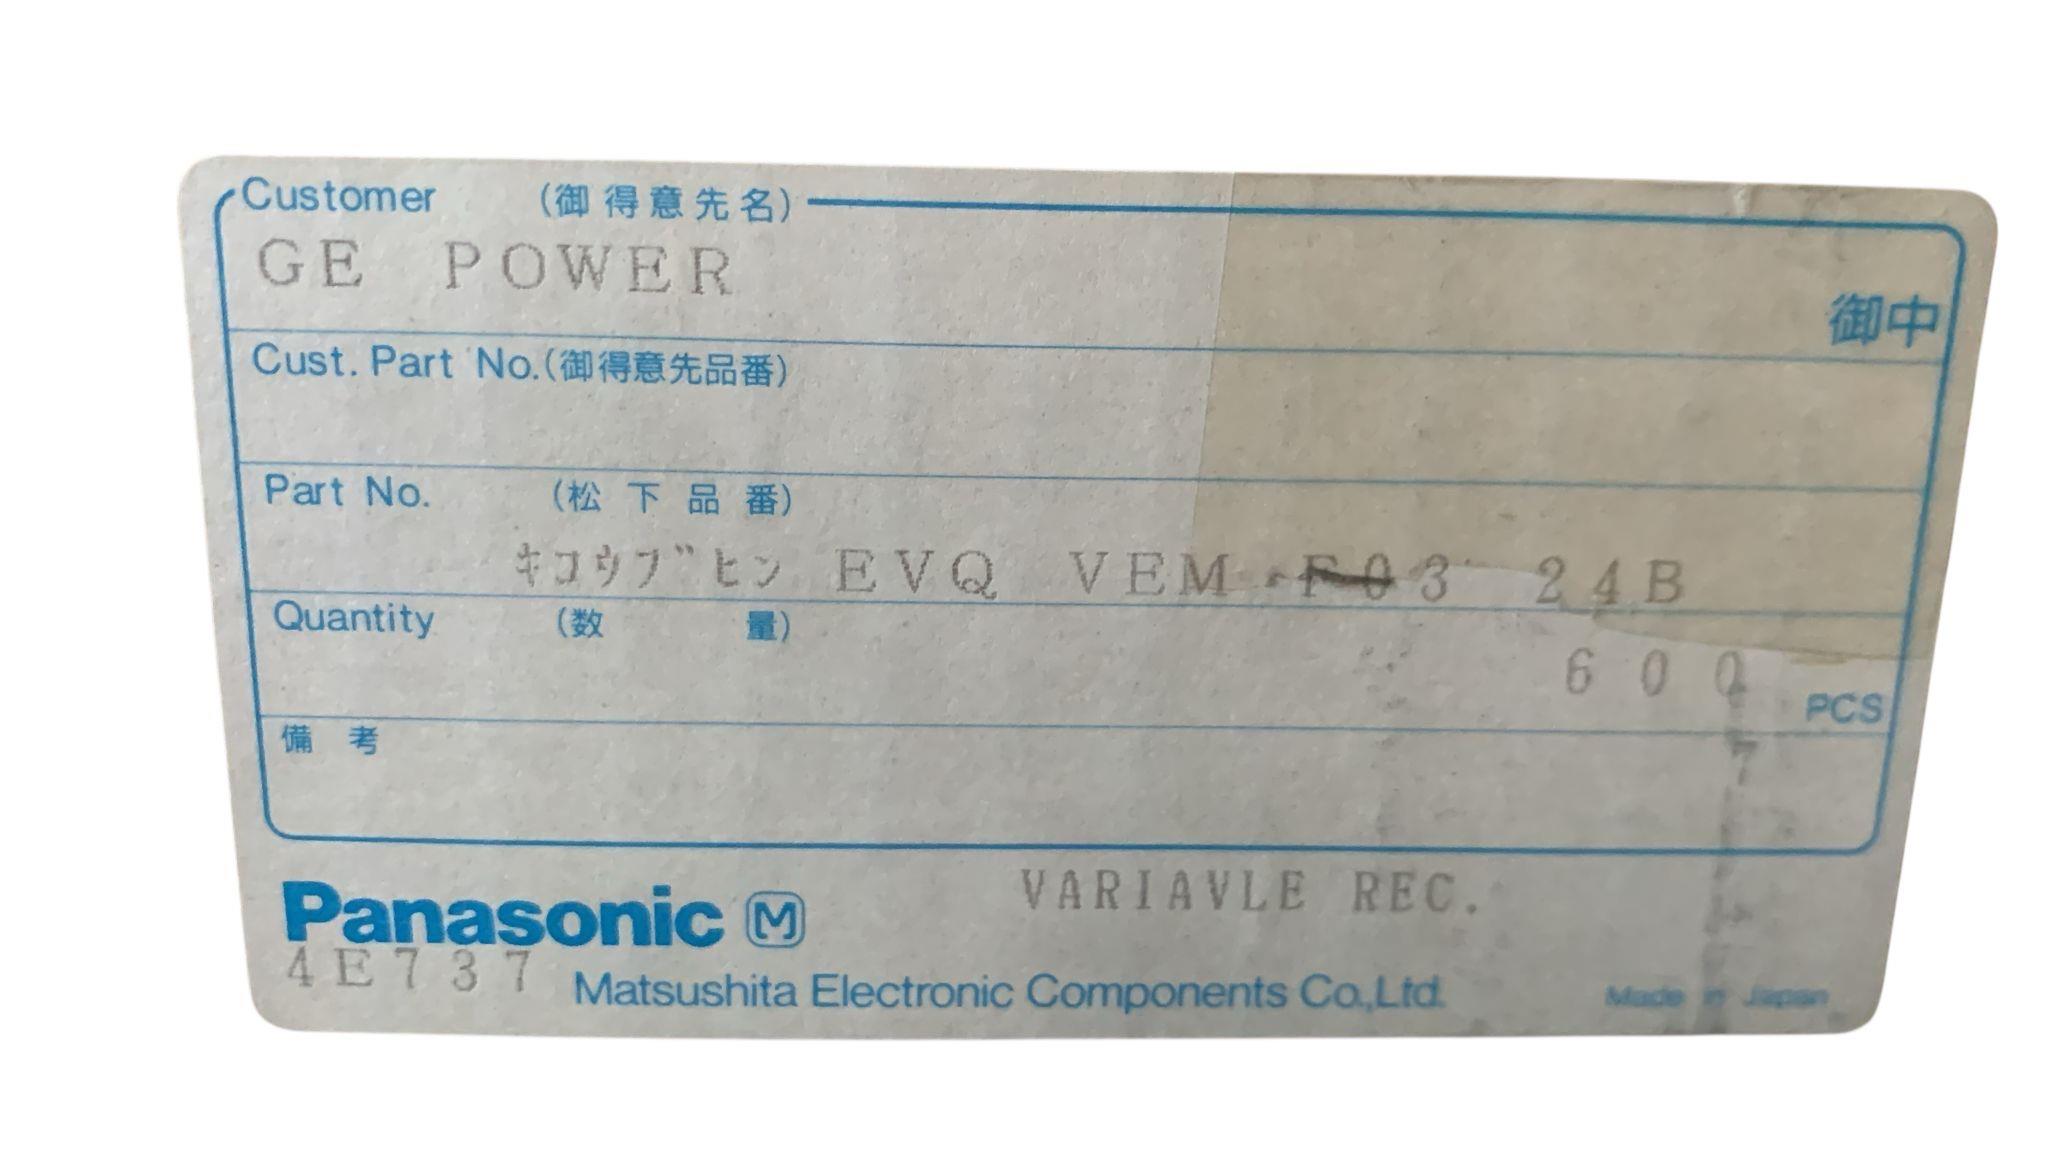 Customer (御得意先名)
GE POWER
御中
Cust. Part No.(御得意先品番)
Part No. (松下品番)
ｷｺｳﾌﾞﾋﾝ EVQ VEM F03 24B
Quantity (数量)
600
PCS
備考
Panasonic M
VARIAVLE REC.
4E737
Matsushita Electronic Components Co.,Ltd.
Made in Japan